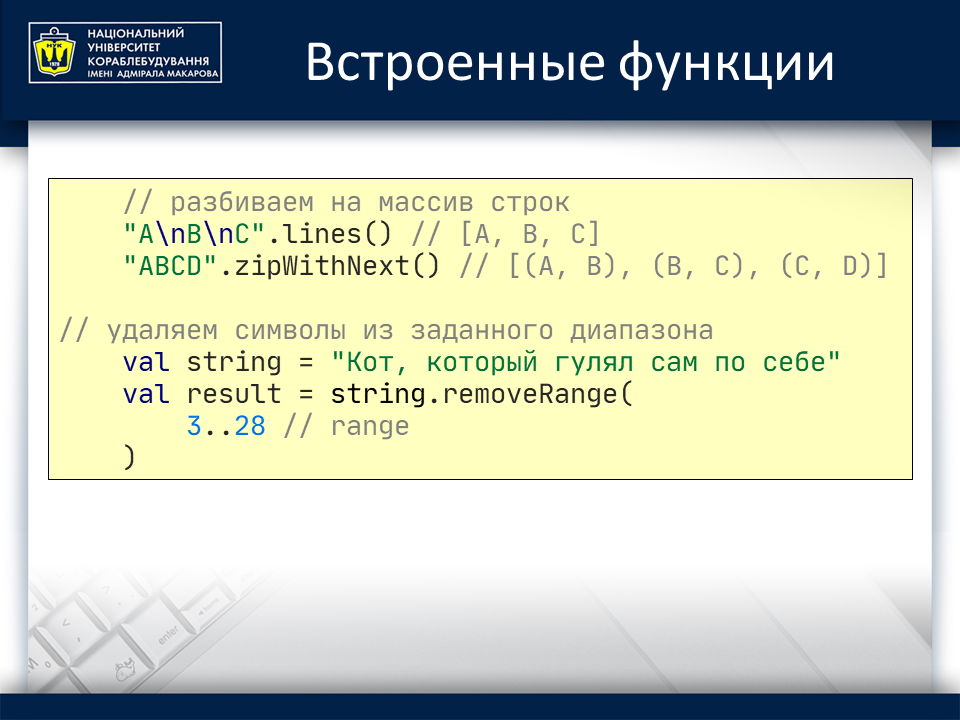 НАЦІОНАЛЬНИЙ
УНІВЕРСИТЕТ
КОРАБЛЕБУДУВАННЯ
ІМЕНІ АДМІРАЛА МАКАРОВА
НУК
1920
Встроенные функции
// разбиваем на массив строк
"A\nB\nC".lines() // [A, B, C]
"ABCD".zipWithNext() // [(A, B), (B, C), (C, D)]
// удаляем символы из заданного диапазона
val string = "Кот, который гулял сам по себе"
val result = string.removeRange(
3..28 // range
)
enter